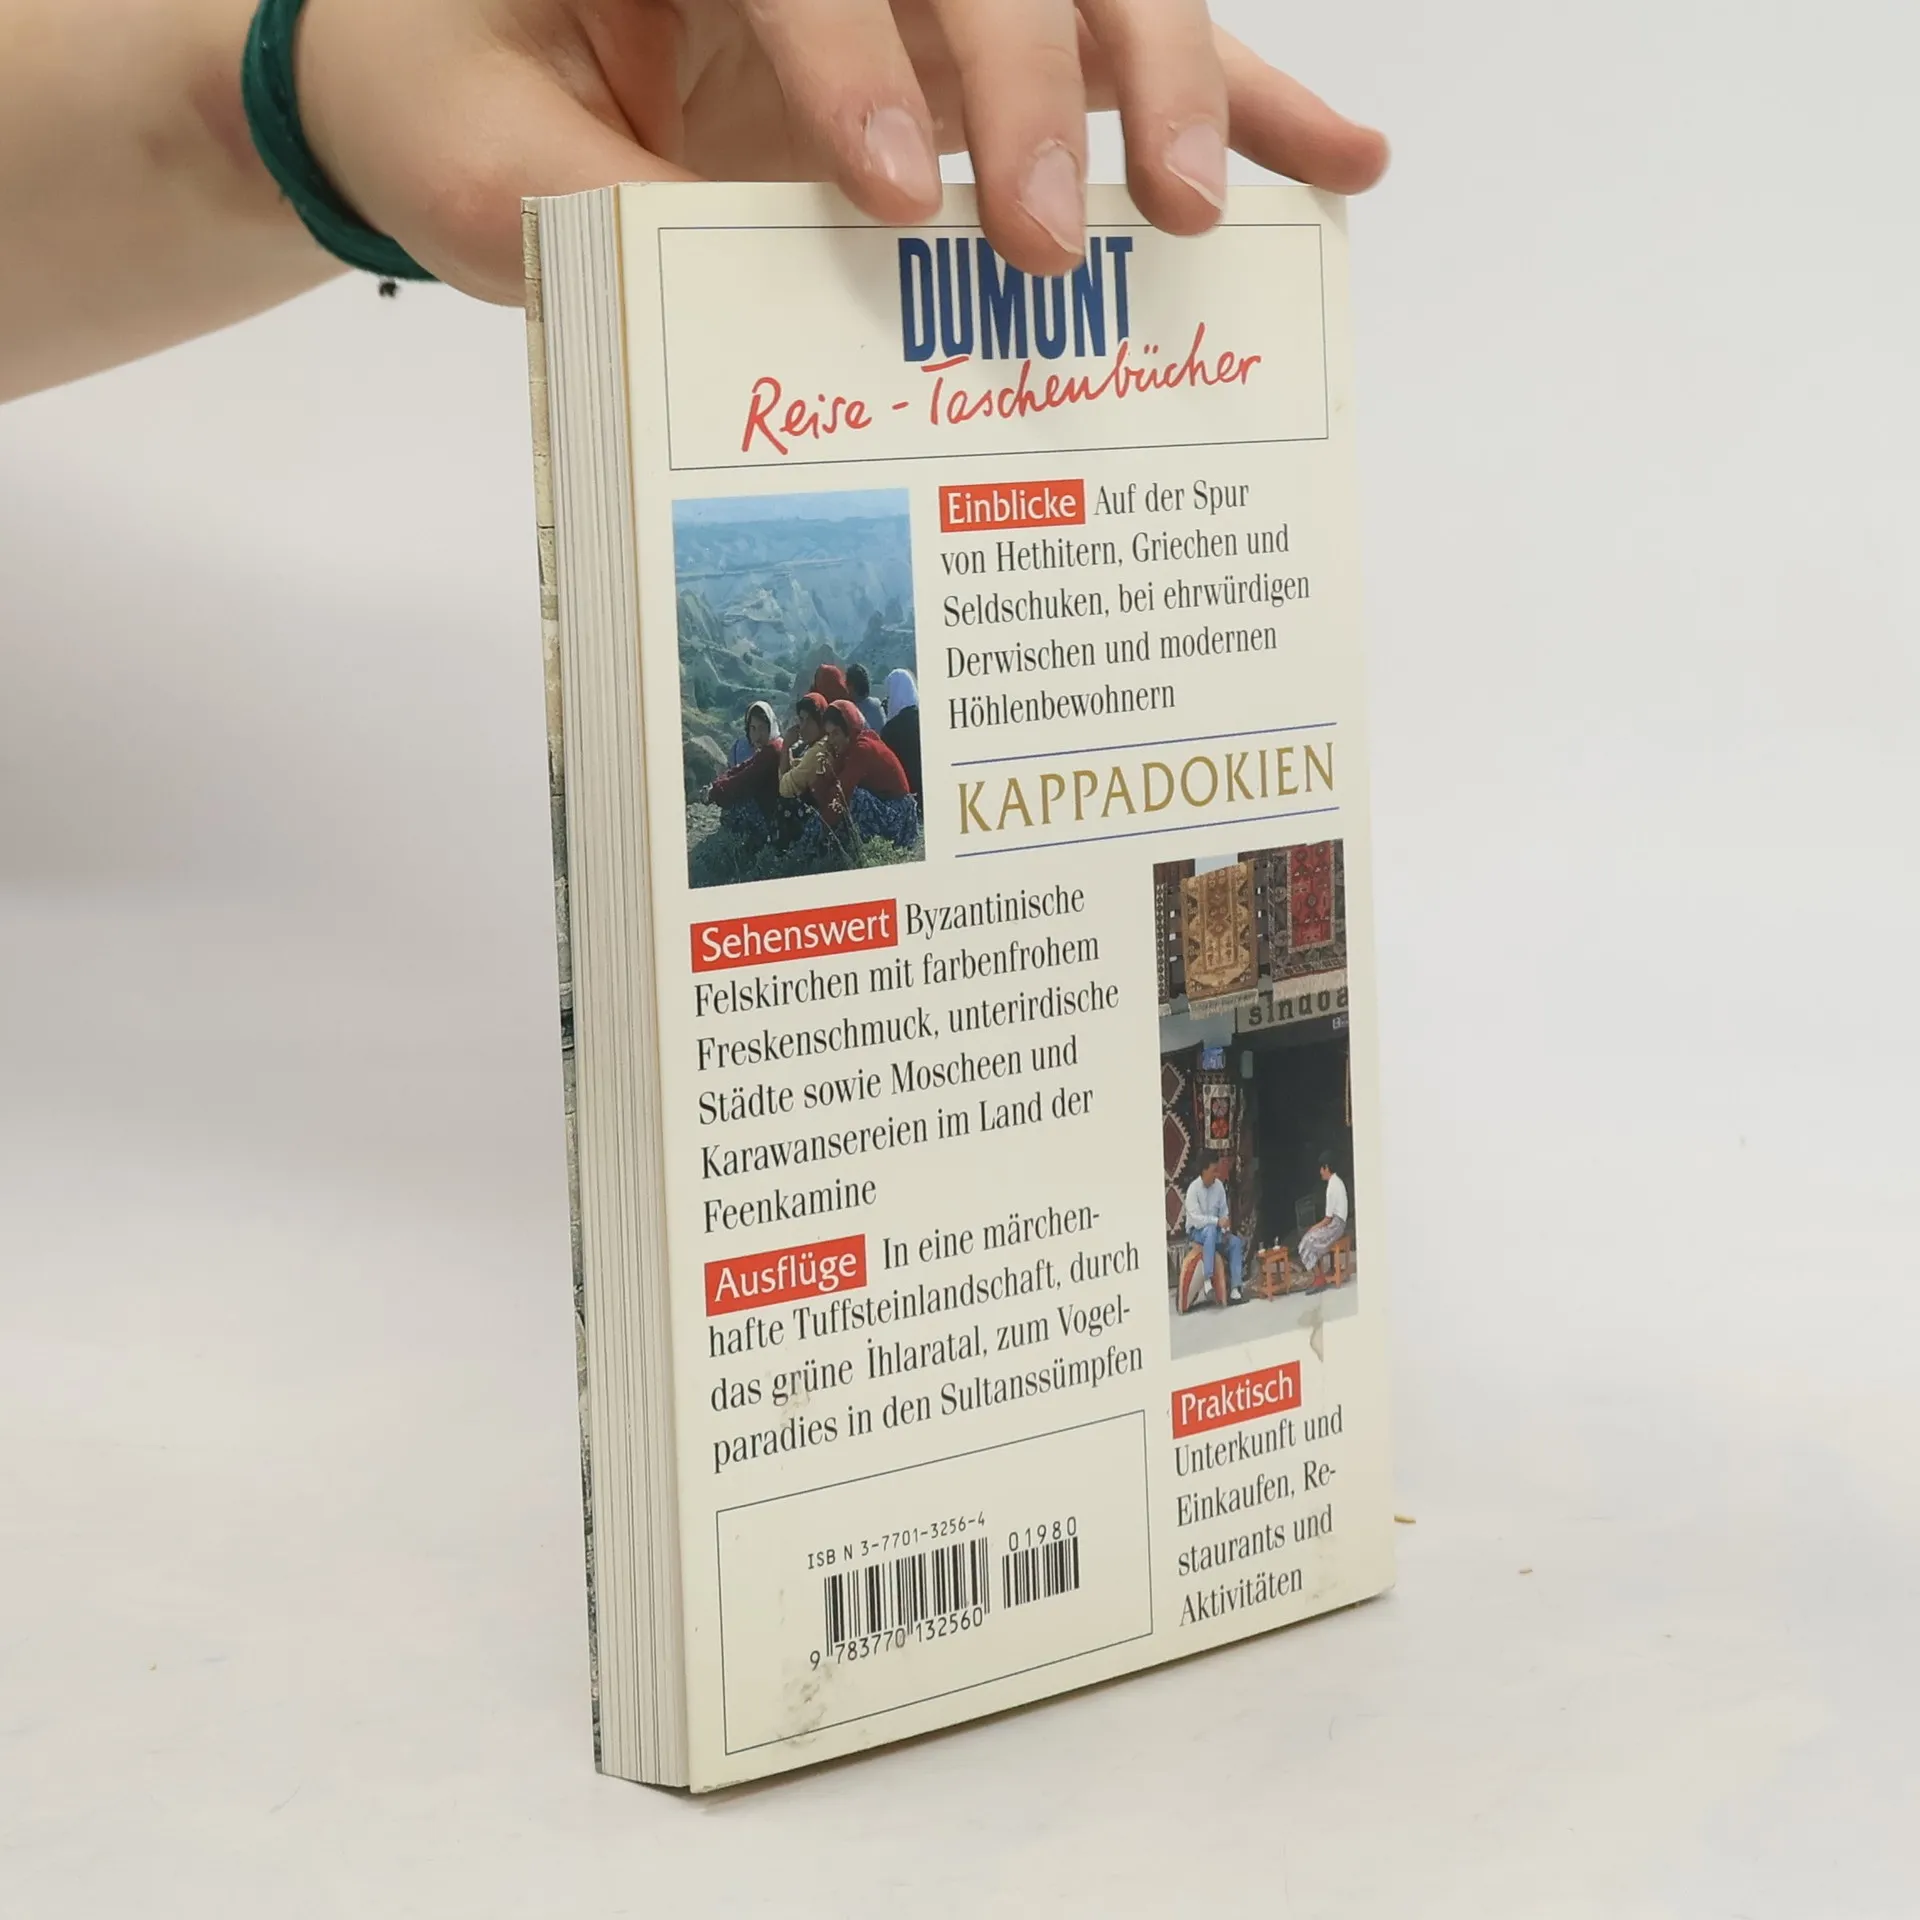 DUMONT
Reise-Taschenbücher
Einblicke Auf der Spur
von Hethitern, Griechen und
Seldschuken, bei ehrwürdigen
Derwischen und modernen
Höhlenbewohnern
KAPPADOKIEN
Sehenswert Byzantinische
Felskirchen mit farbenfrohem
Freskenschmuck, unterirdische
Städte sowie Moscheen und
Karawansereien im Land der
Feenkamine
Ausflüge In eine märchen-
hafte Tuffsteinlandschaft, durch
das grüne İhlaratal, zum Vogel-
paradies in den Sultanssümpfen
Praktisch
Unterkunft und
Einkaufen, Re-
staurants und
Aktivitäten
ISBN 3-7701-3256-4
01980
9 783770 132560